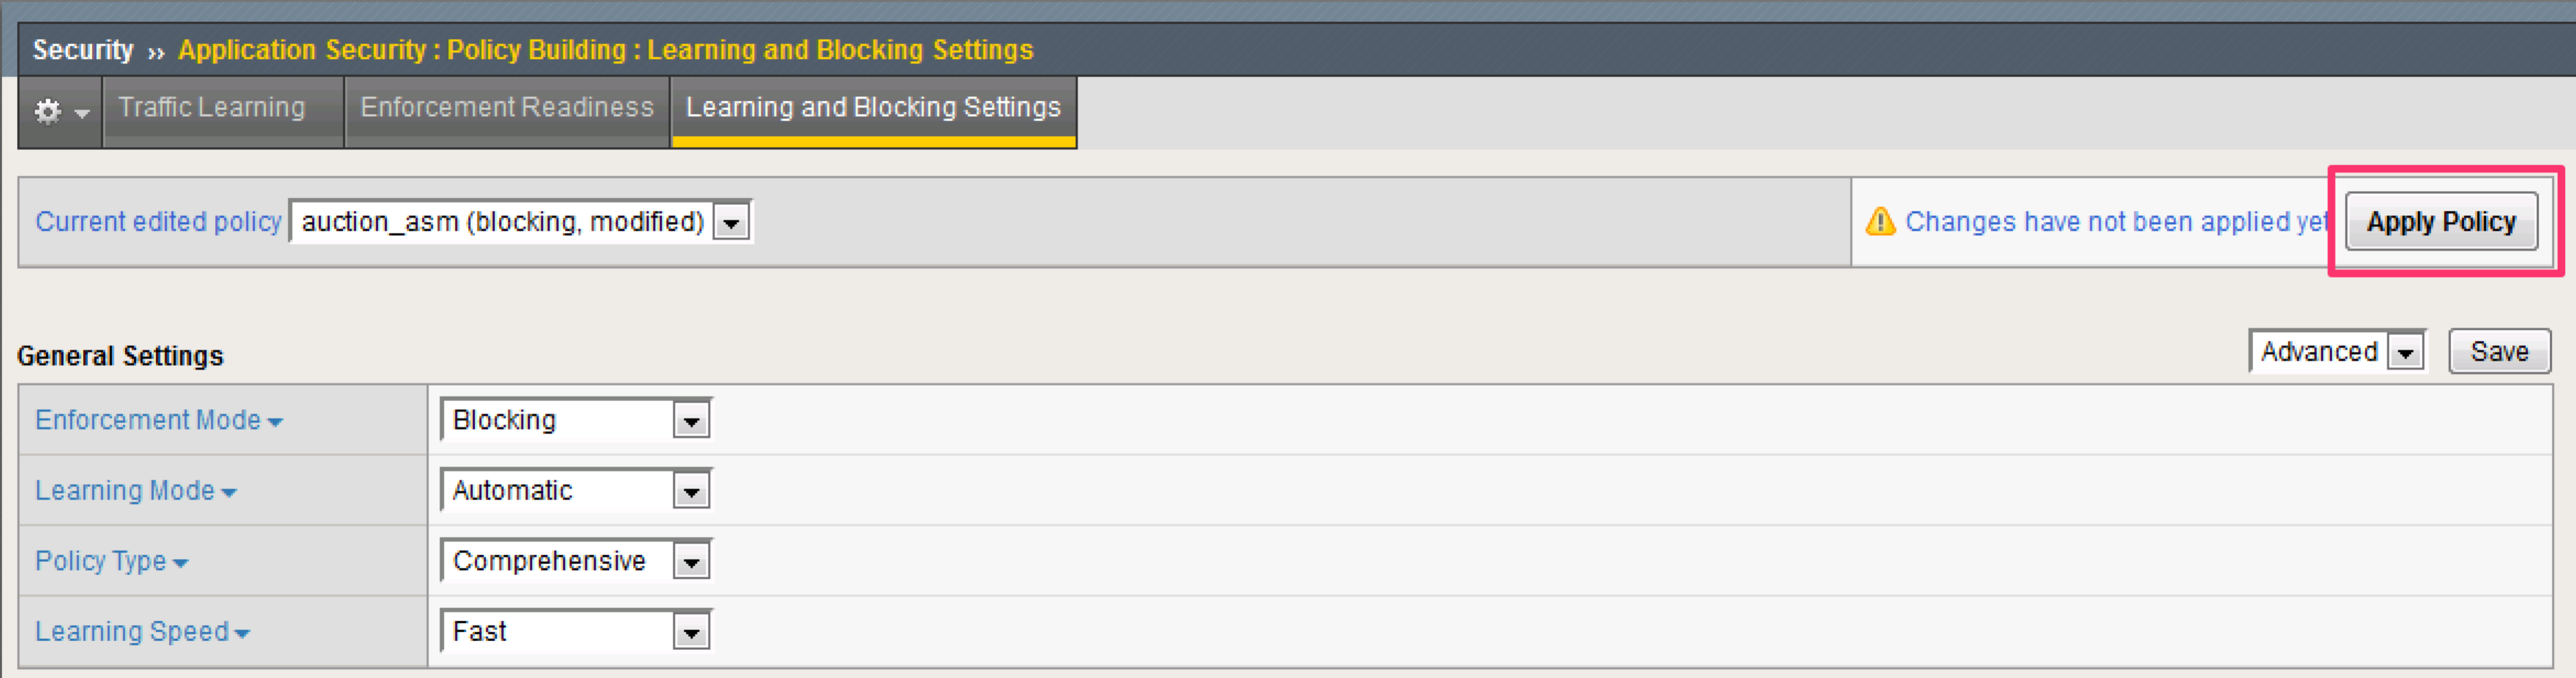 Security ›› Application Security : Policy Building : Learning and Blocking Settings
Traffic Learning Enforcement Readiness Learning and Blocking Settings
Current edited policy auction_asm (blocking, modified) Changes have not been applied yet Apply Policy
General Settings Advanced Save
Enforcement Mode Blocking
Learning Mode Automatic
Policy Type Comprehensive
Learning Speed Fast